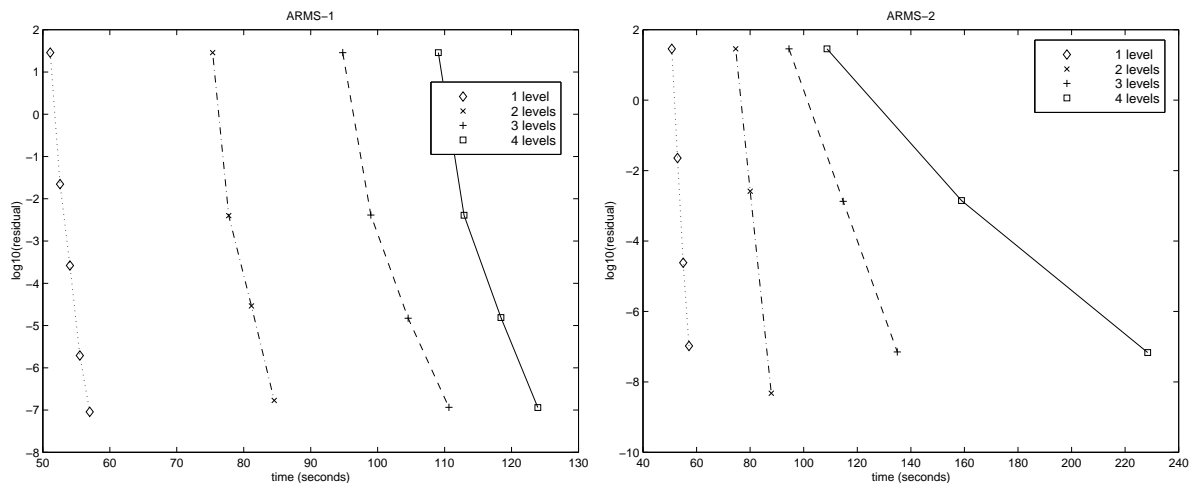 ARMS−1
2
1
0
−1
−2
−3
−4
−5
−6
−7
−8
log10(residual)
50 60 70 80 90 100 110 120 130
time (seconds)
1 level
2 levels
3 levels
4 levels
ARMS−2
2
0
−2
−4
−6
−8
−10
log10(residual)
40 60 80 100 120 140 160 180 200 220 240
time (seconds)
1 level
2 levels
3 levels
4 levels